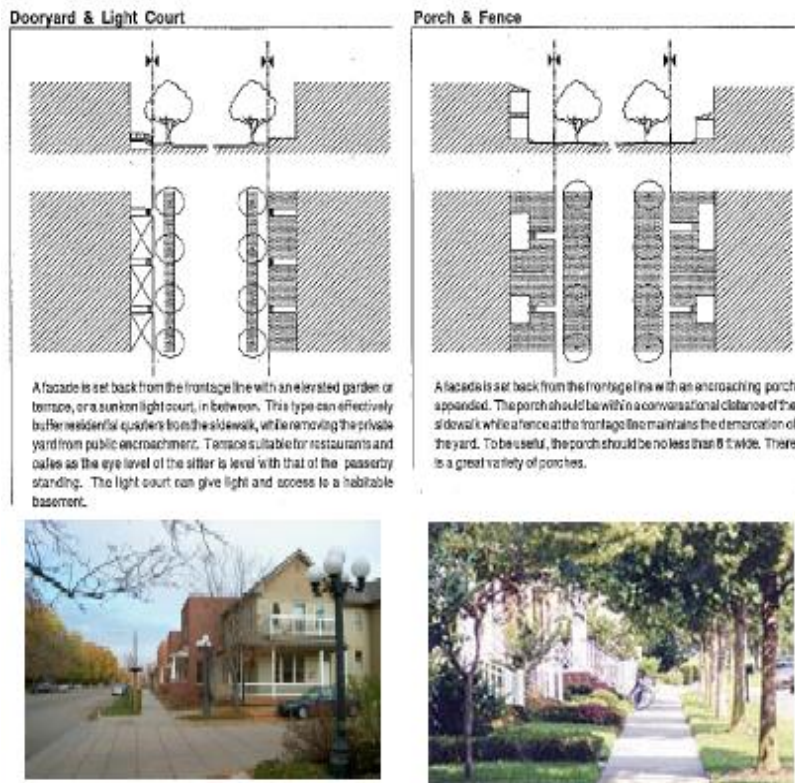 Dooryard & Light Court
A facade is set back from the frontage line with an elevated garden or
terrace, or a sunken light court, in between. This type can effectively
buffer residential quarters from the sidewalk, while removing the private
yard from public encroachment. Terrace suitable for restaurants and
cafes as the eye level of the sitter is level with that of the passerby
standing. The light court can give light and access to a habitable
basement.
Porch & Fence
A facade is set back from the frontage line with an encroaching porch
appended. The porch should be within a conversational distance of the
sidewalk while a fence at the frontage line maintains the demarcation of
the yard. To be useful, the porch should be no less than 8 ft wide. There
is a great variety of porches.